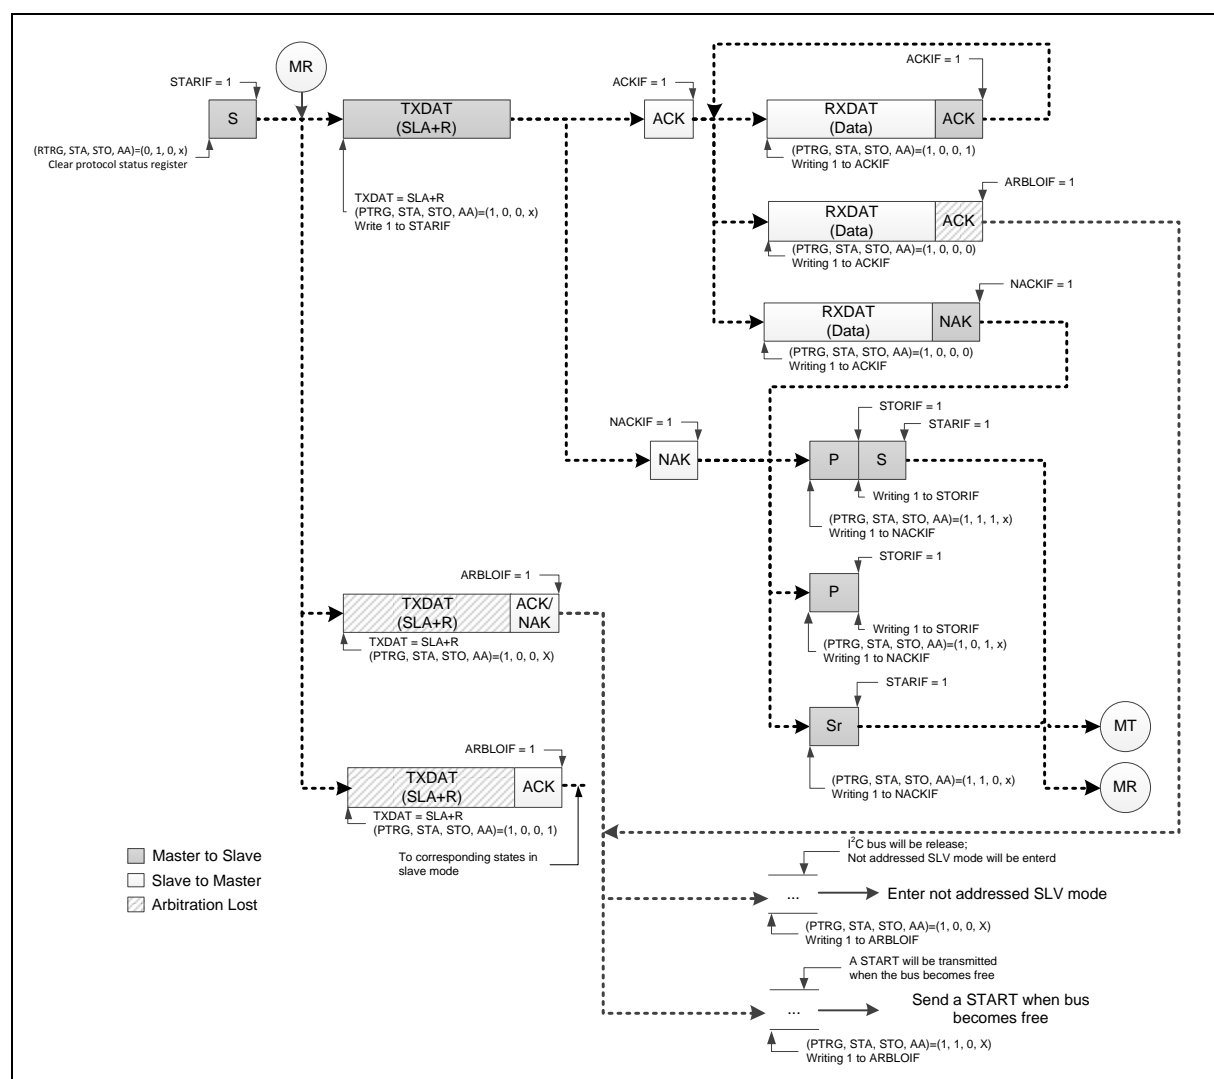 MR
STARIF = 1
S
(RTRG, STA, STO, AA)=(0, 1, 0, x)
Clear protocol status register
TXDAT
(SLA+R)
TXDAT = SLA+R
(PTRG, STA, STO, AA)=(1, 0, 0, x)
Write 1 to STARIF
ACKIF = 1
ACK
ACKIF = 1
RXDAT
(Data)
ACK
(PTRG, STA, STO, AA)=(1, 0, 0, 1)
Writing 1 to ACKIF
ARBLOIF = 1
RXDAT
(Data)
ACK
(PTRG, STA, STO, AA)=(1, 0, 0, 0)
Writing 1 to ACKIF
NACKIF = 1
RXDAT
(Data)
NAK
(PTRG, STA, STO, AA)=(1, 0, 0, 0)
Writing 1 to ACKIF
NACKIF = 1
NAK
STORIF = 1
STARIF = 1
P
S
Writing 1 to STORIF
(PTRG, STA, STO, AA)=(1, 1, 1, x)
Writing 1 to NACKIF
STORIF = 1
P
Writing 1 to STORIF
(PTRG, STA, STO, AA)=(1, 0, 1, x)
Writing 1 to NACKIF
STARIF = 1
Sr
(PTRG, STA, STO, AA)=(1, 1, 0, x)
Writing 1 to NACKIF
MT
MR
ARBLOIF = 1
TXDAT
(SLA+R)
ACK/
NAK
TXDAT = SLA+R
(PTRG, STA, STO, AA)=(1, 0, 0, X)
ARBLOIF = 1
TXDAT
(SLA+R)
ACK
TXDAT = SLA+R
(PTRG, STA, STO, AA)=(1, 0, 0, 1)
To corresponding states in
slave mode
Master to Slave
Slave to Master
Arbitration Lost
I2C bus will be release;
Not addressed SLV mode will be enterd
...
Enter not addressed SLV mode
(PTRG, STA, STO, AA)=(1, 0, 0, X)
Writing 1 to ARBLOIF
A START will be transmitted
when the bus becomes free
...
Send a START when bus
becomes free
(PTRG, STA, STO, AA)=(1, 1, 0, X)
Writing 1 to ARBLOIF